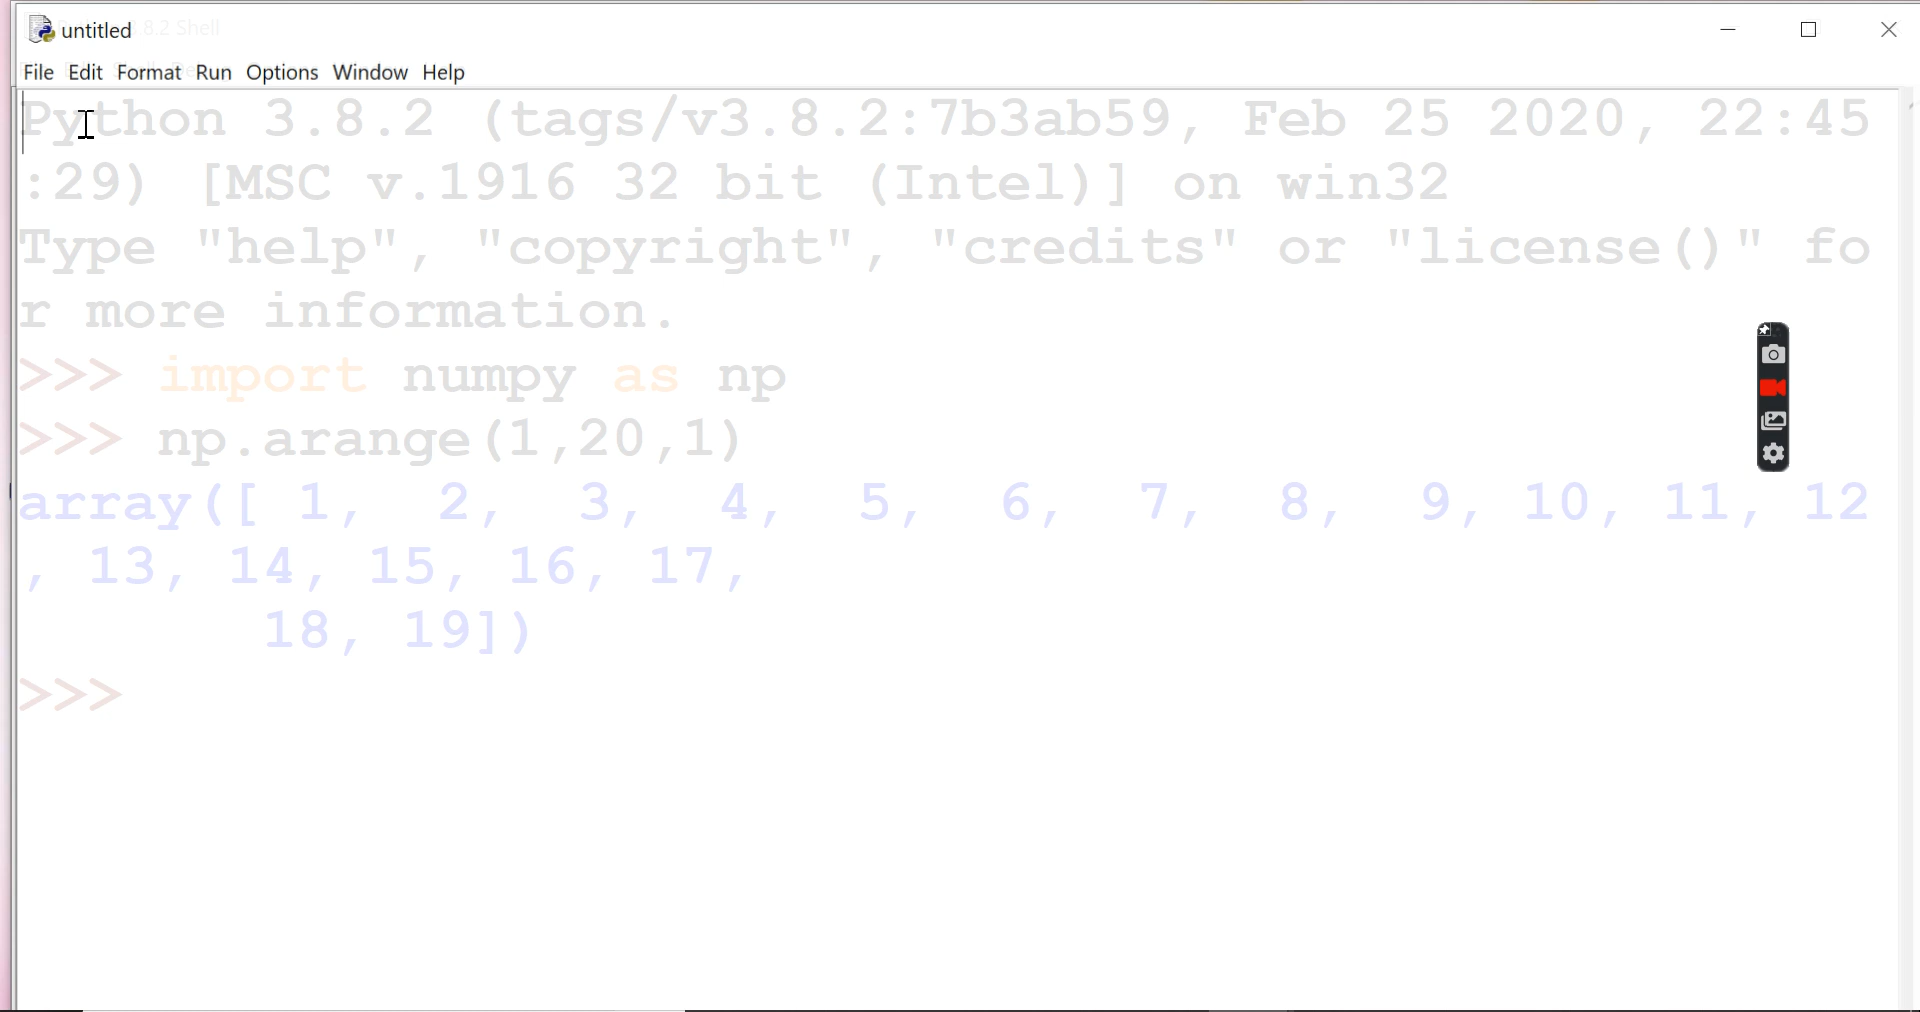 untitled
8.2 Shell
File Edit Format Run Options Window Help
Python 3.8.2 (tags/v3.8.2:7b3ab59, Feb 25 2020, 22:45
:29) [MSC v.1916 32 bit (Intel)] on win32
Type "help", "copyright", "credits" or "license()" fo
r more information.
>>> import numpy as np
>>> np.arange(1,20,1)
array([ 1,  2,  3,  4,  5,  6,  7,  8,  9, 10, 11, 12
, 13, 14, 15, 16, 17,
       18, 19])
>>>